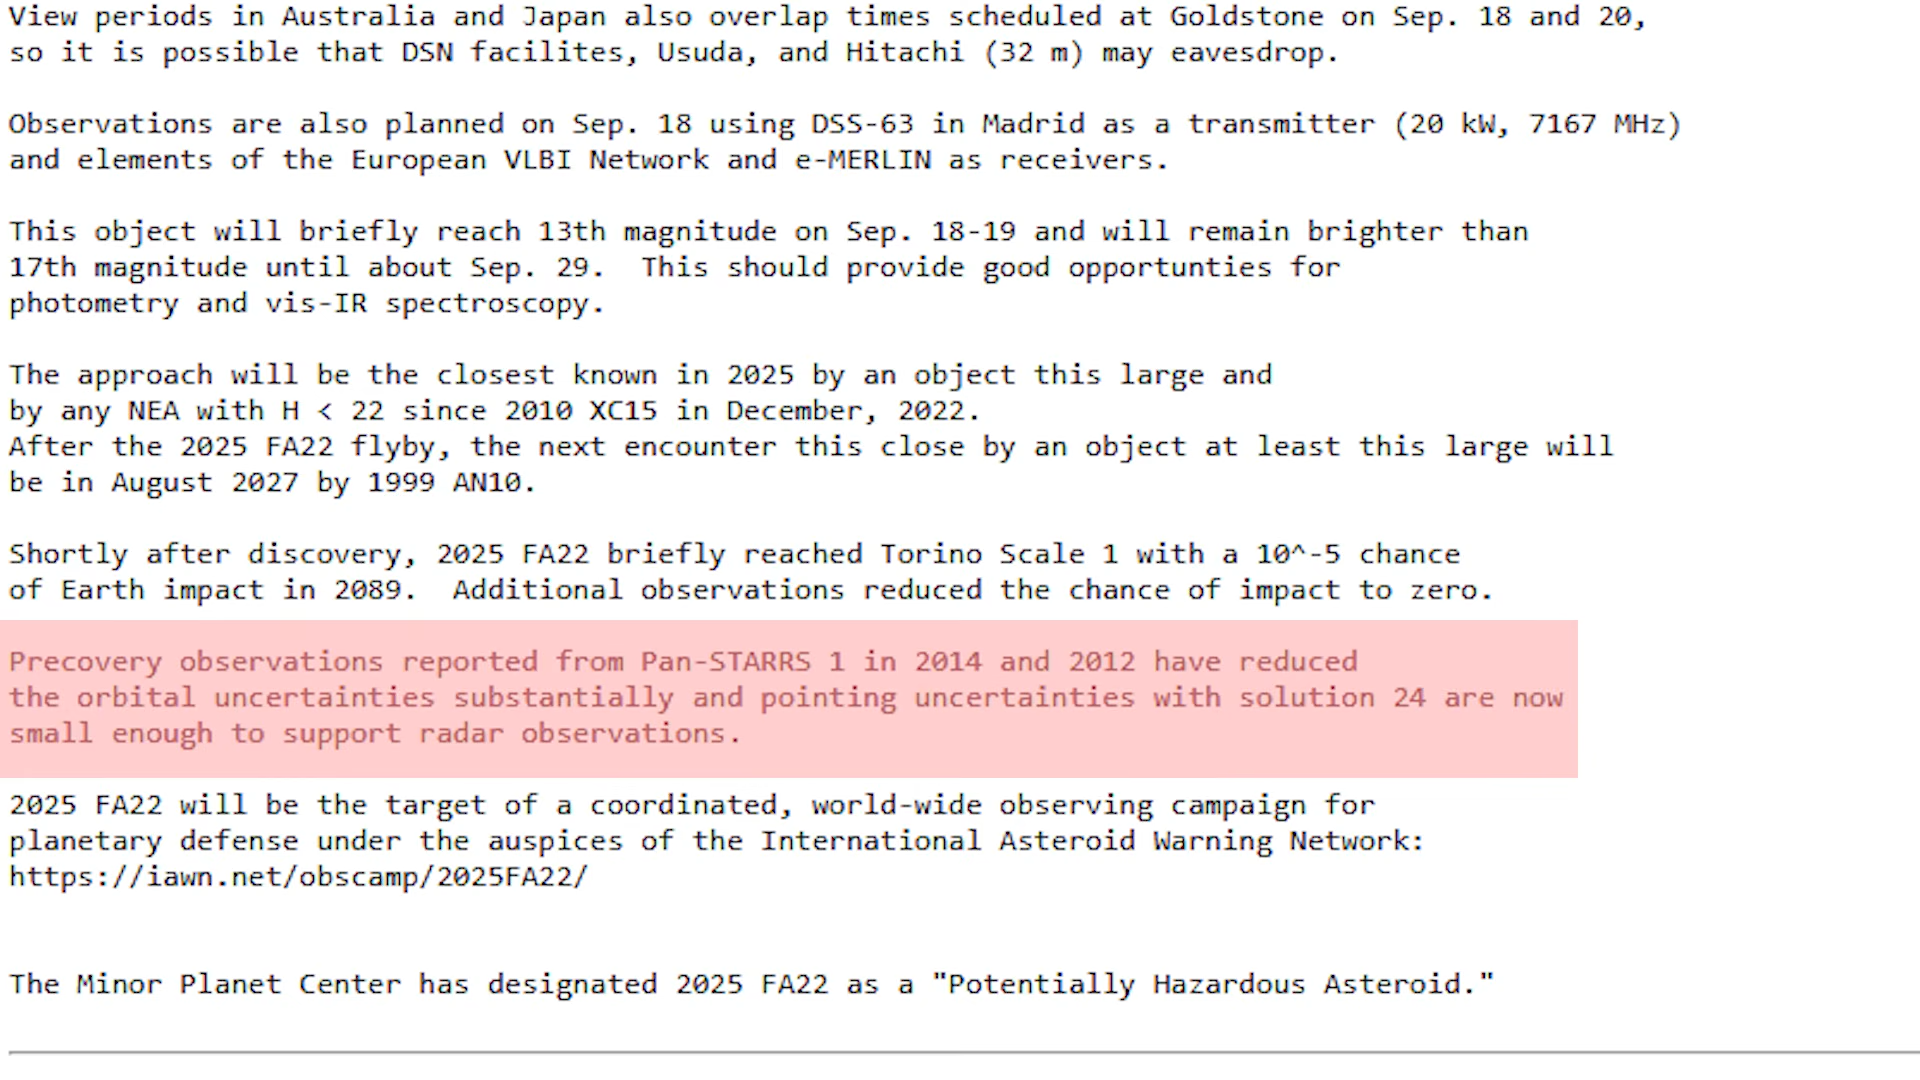 View periods in Australia and Japan also overlap times scheduled at Goldstone on Sep. 18 and 20,
so it is possible that DSN facilites, Usuda, and Hitachi (32 m) may eavesdrop.
Observations are also planned on Sep. 18 using DSS-63 in Madrid as a transmitter (20 kW, 7167 MHz)
and elements of the European VLBI Network and e-MERLIN as receivers.
This object will briefly reach 13th magnitude on Sep. 18-19 and will remain brighter than
17th magnitude until about Sep. 29.  This should provide good opportunties for
photometry and vis-IR spectroscopy.
The approach will be the closest known in 2025 by an object this large and
by any NEA with H < 22 since 2010 XC15 in December, 2022.
After the 2025 FA22 flyby, the next encounter this close by an object at least this large will
be in August 2027 by 1999 AN10.
Shortly after discovery, 2025 FA22 briefly reached Torino Scale 1 with a 10^-5 chance
of Earth impact in 2089.  Additional observations reduced the chance of impact to zero.
Precovery observations reported from Pan-STARRS 1 in 2014 and 2012 have reduced
the orbital uncertainties substantially and pointing uncertainties with solution 24 are now
small enough to support radar observations.
2025 FA22 will be the target of a coordinated, world-wide observing campaign for
planetary defense under the auspices of the International Asteroid Warning Network:
https://iawn.net/obscamp/2025FA22/
The Minor Planet Center has designated 2025 FA22 as a "Potentially Hazardous Asteroid."